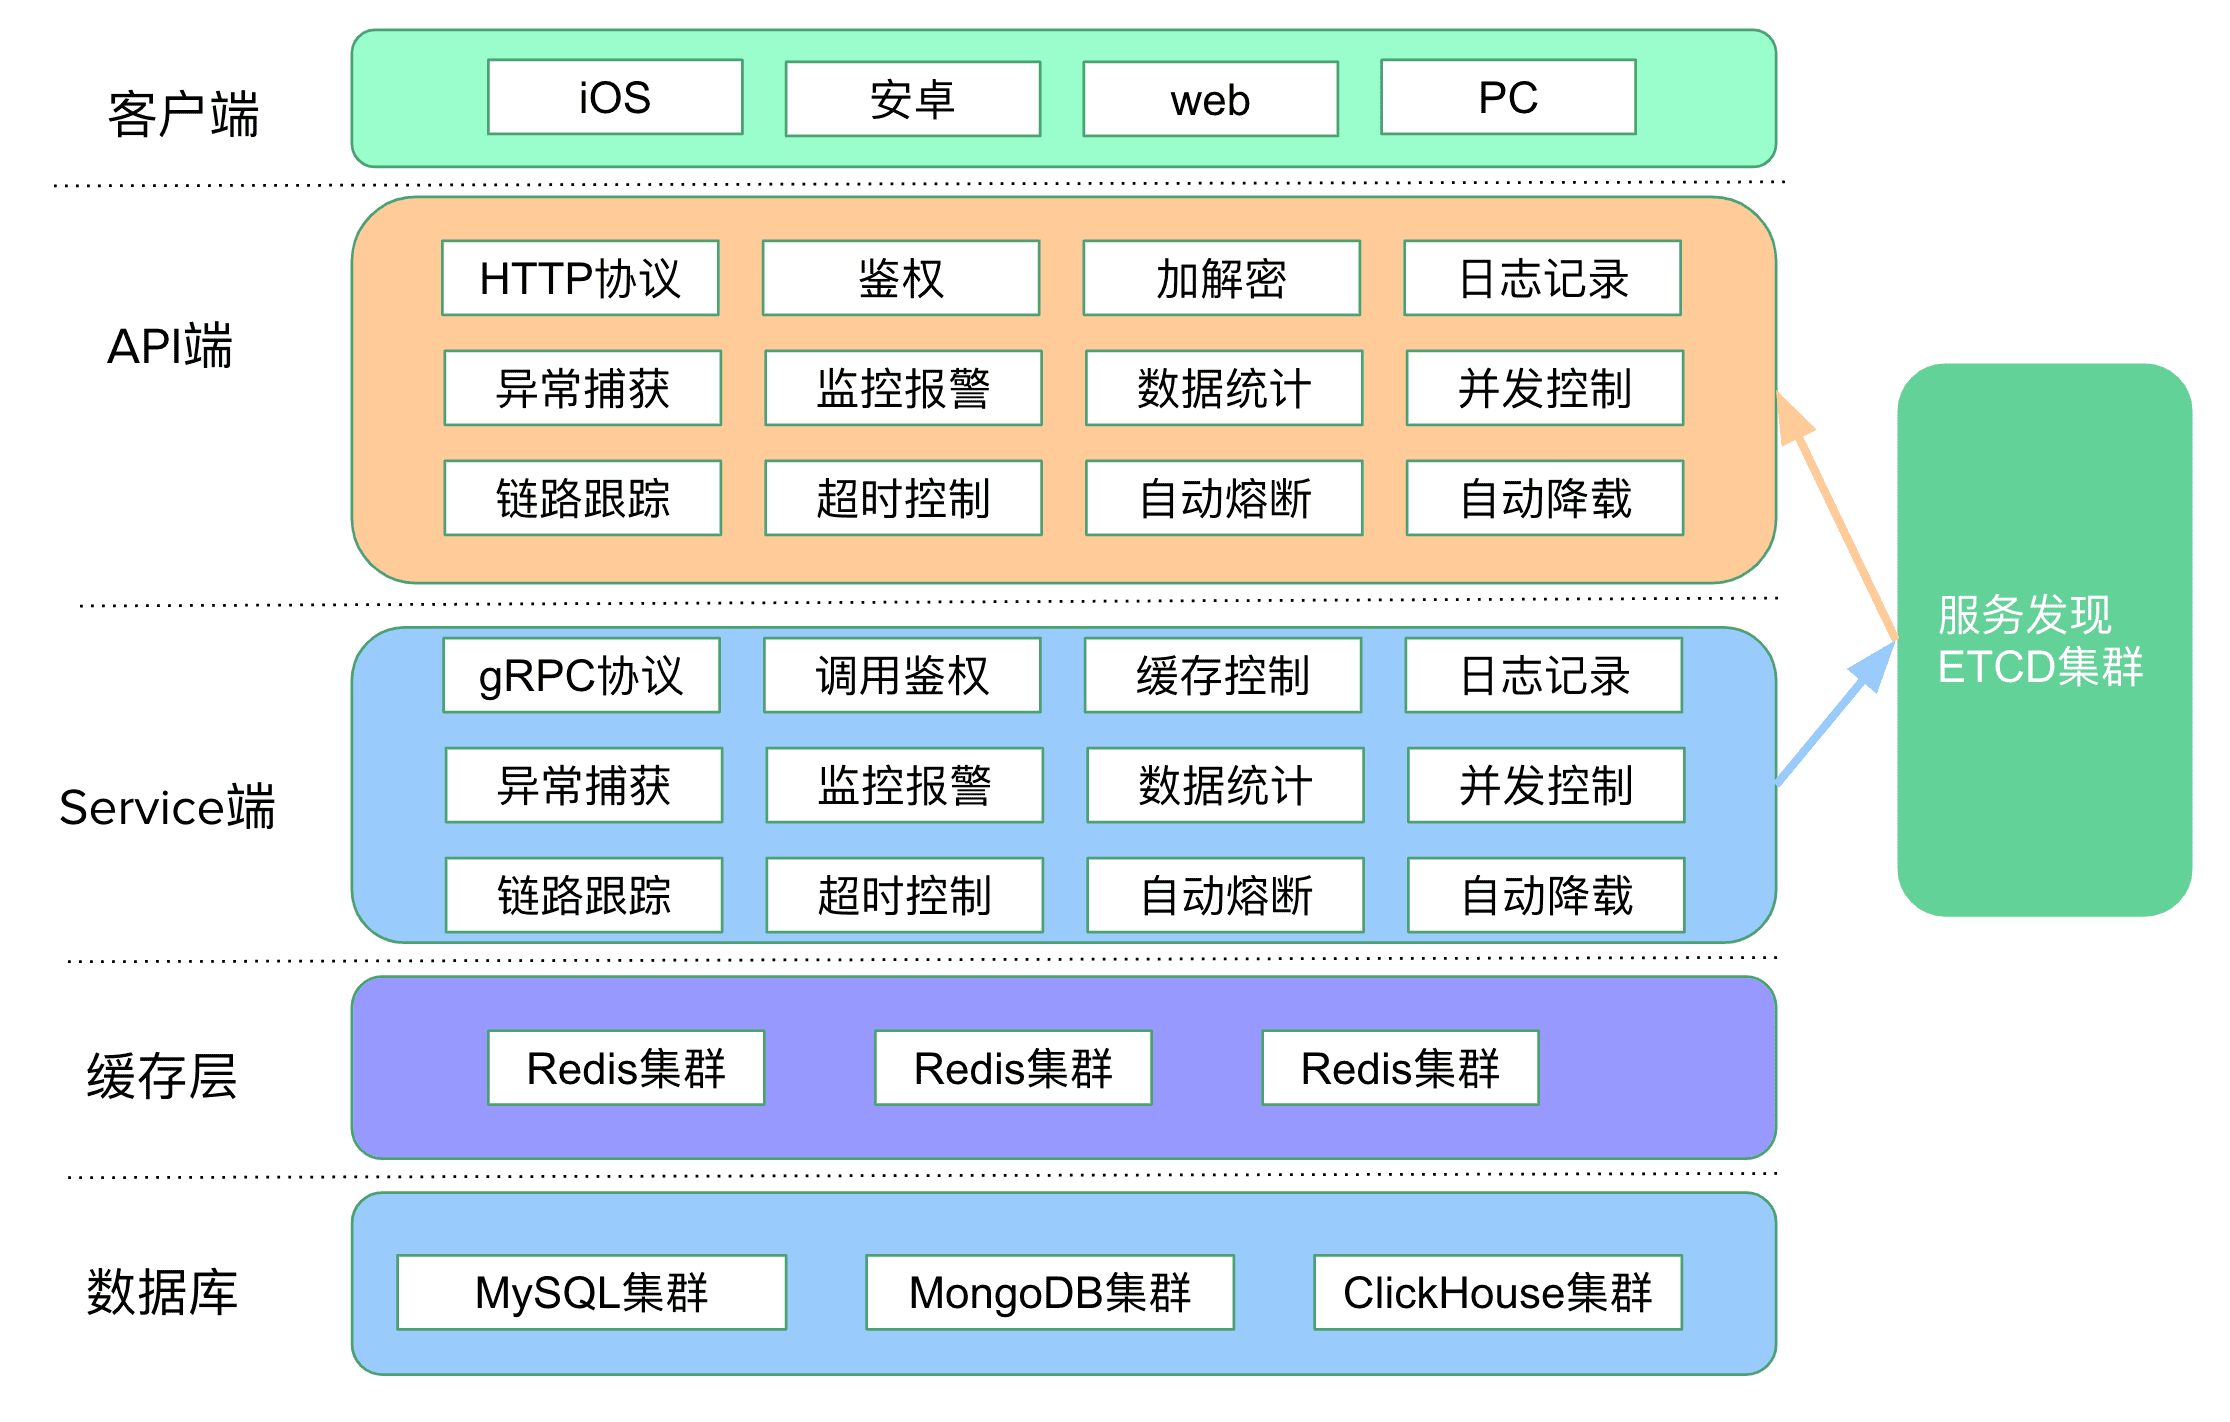 客户端
iOS
安卓
web
PC
API端
HTTP协议
鉴权
加解密
日志记录
异常捕获
监控报警
数据统计
并发控制
链路跟踪
超时控制
自动熔断
自动降载
服务发现
ETCD集群
Service端
gRPC协议
调用鉴权
缓存控制
日志记录
异常捕获
监控报警
数据统计
并发控制
链路跟踪
超时控制
自动熔断
自动降载
缓存层
Redis集群
Redis集群
Redis集群
数据库
MySQL集群
MongoDB集群
ClickHouse集群